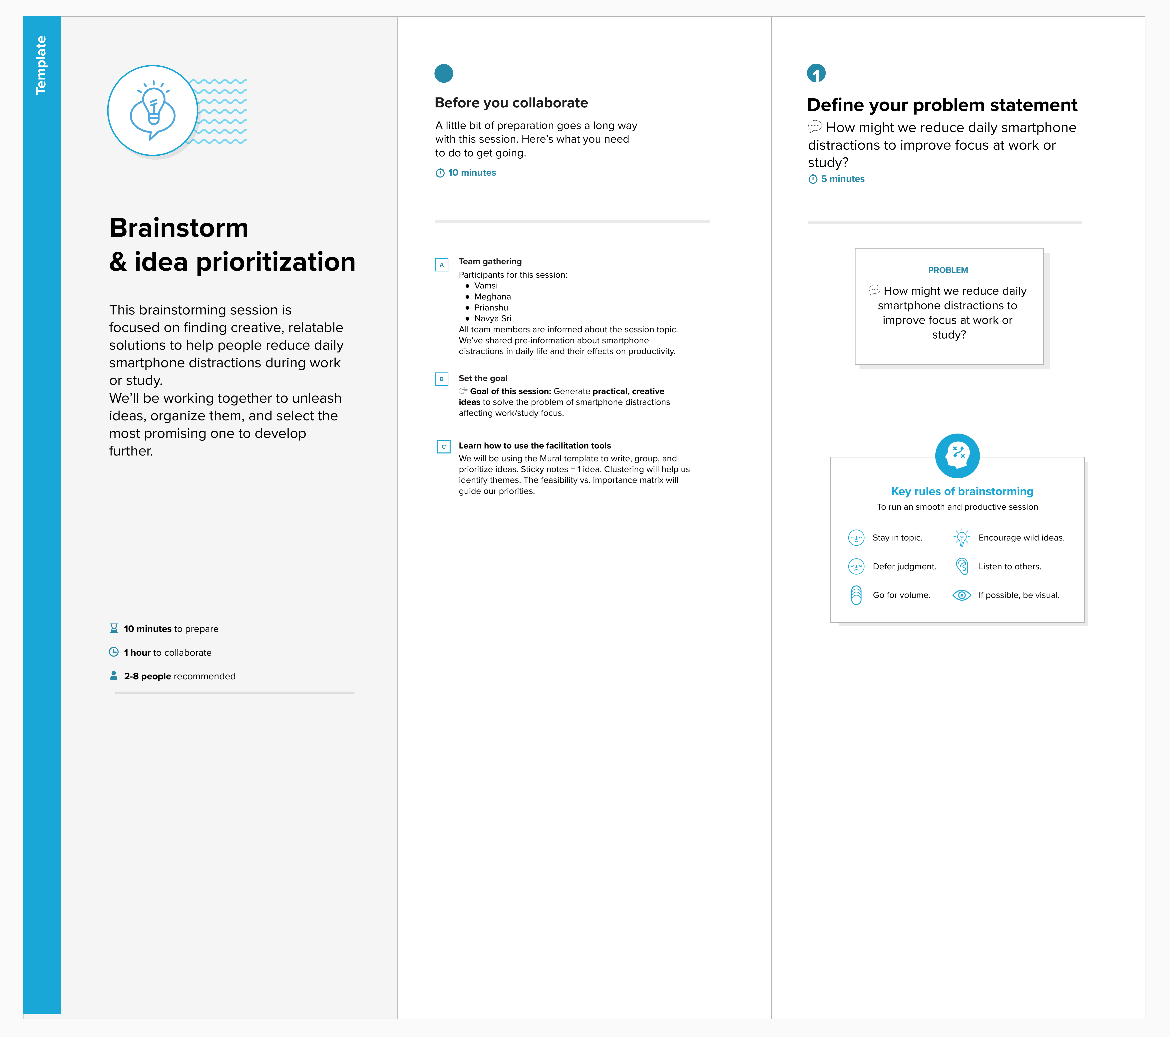 Template
Brainstorm
& idea prioritization
This brainstorming session is
focused on finding creative, relatable
solutions to help people reduce daily
smartphone distractions during work
or study.
We'll be working together to unleash
ideas, organize them, and select the
most promising one to develop
further.
10 minutes to prepare
1 hour to collaborate
2-8 people recommended
Before you collaborate
A little bit of preparation goes a long way
with this session. Here's what you need
to do to get going.
10 minutes
A
Team gathering
Participants for this session:
● Vamsi
● Meghana
● Prianshu
● Navya Sri.
All team members are informed about the session topic.
We've shared pre-information about smartphone
distractions in daily life and their effects on productivity.
B
Set the goal
👉 Goal of this session: Generate practical, creative
ideas to solve the problem of smartphone distractions
affecting work/study focus.
C
Learn how to use the facilitation tools
We will be using the Mural template to write, group, and
prioritize ideas. Sticky notes = 1 idea. Clustering will help us
identify themes. The feasibility vs. importance matrix will
guide our priorities.
1
Define your problem statement
💬 How might we reduce daily smartphone
distractions to improve focus at work or
study?
5 minutes
PROBLEM
💬 How might we reduce daily
smartphone distractions to
improve focus at work or
study?
Key rules of brainstorming
To run an smooth and productive session
Stay in topic.
Encourage wild ideas.
Defer judgment.
Listen to others.
Go for volume.
If possible, be visual.